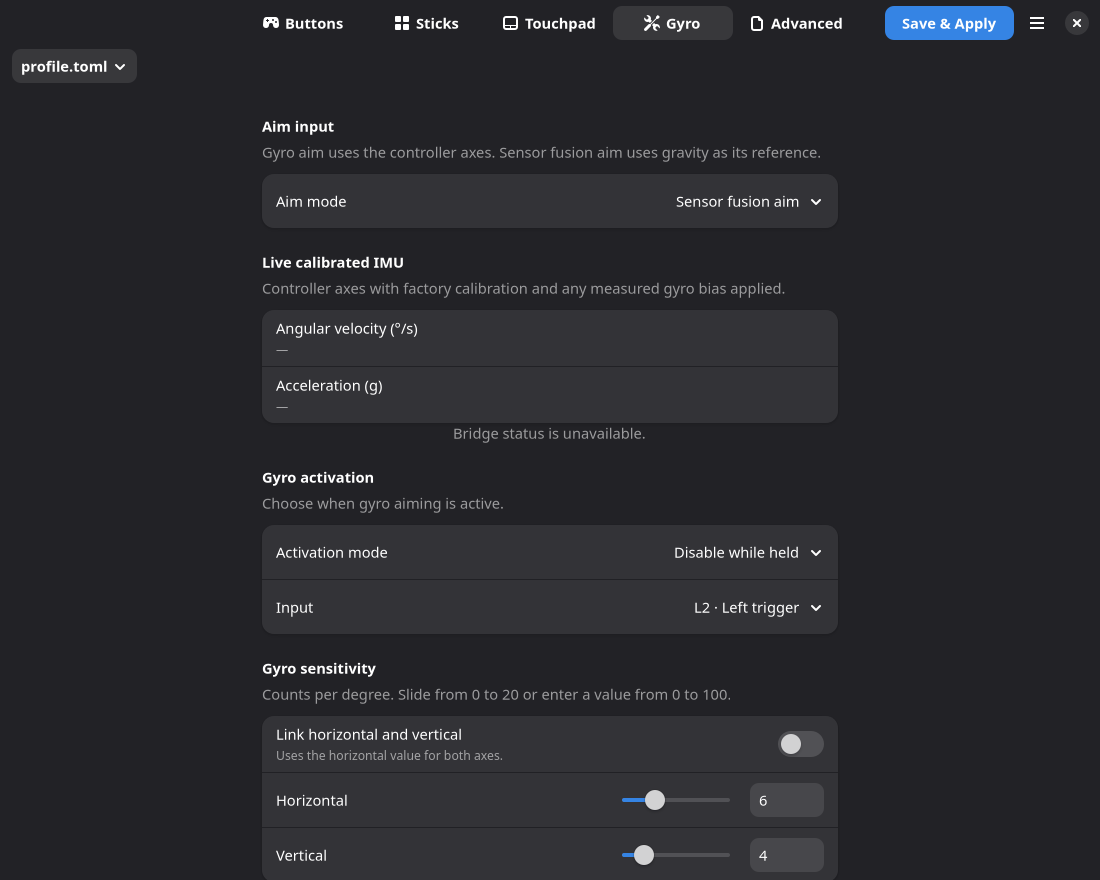 Buttons
Sticks
Touchpad
Gyro
Advanced
Save & Apply
profile.toml
Aim input
Gyro aim uses the controller axes. Sensor fusion aim uses gravity as its reference.
Aim mode
Sensor fusion aim
Live calibrated IMU
Controller axes with factory calibration and any measured gyro bias applied.
Angular velocity (°/s)
—
Acceleration (g)
—
Bridge status is unavailable.
Gyro activation
Choose when gyro aiming is active.
Activation mode
Disable while held
Input
L2 · Left trigger
Gyro sensitivity
Counts per degree. Slide from 0 to 20 or enter a value from 0 to 100.
Link horizontal and vertical
Uses the horizontal value for both axes.
Horizontal
6
Vertical
4